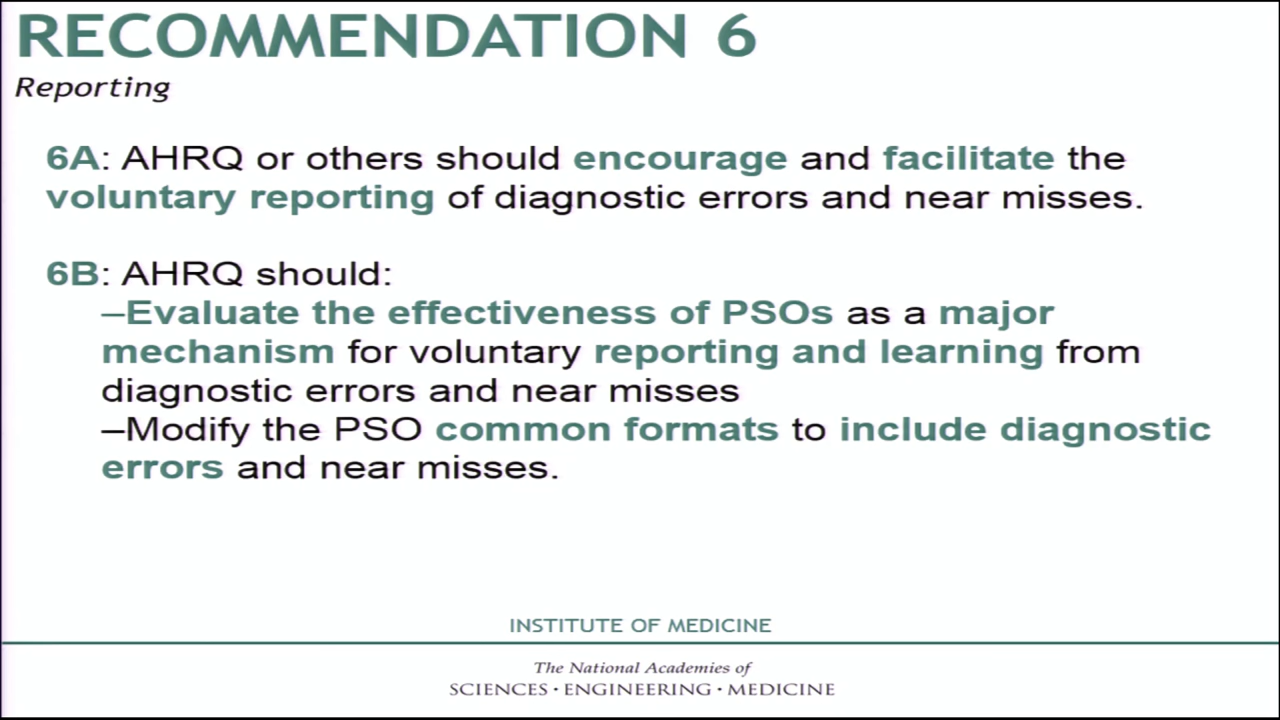 RECOMMENDATION 6
Reporting
6A: AHRQ or others should encourage and facilitate the
voluntary reporting of diagnostic errors and near misses.
6B: AHRQ should:
–Evaluate the effectiveness of PSOs as a major
mechanism for voluntary reporting and learning from
diagnostic errors and near misses
–Modify the PSO common formats to include diagnostic
errors and near misses.
INSTITUTE OF MEDICINE
The National Academies of
SCIENCES · ENGINEERING · MEDICINE